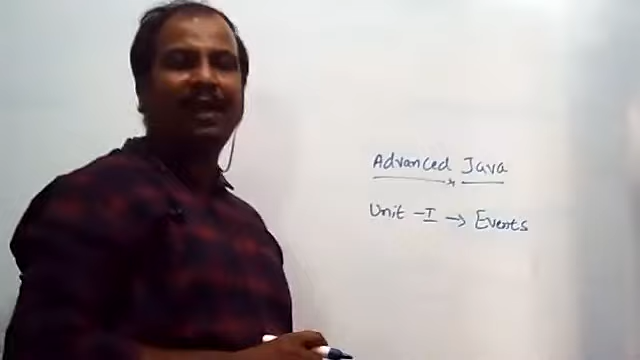 Advanced Java
Unit - I → Events